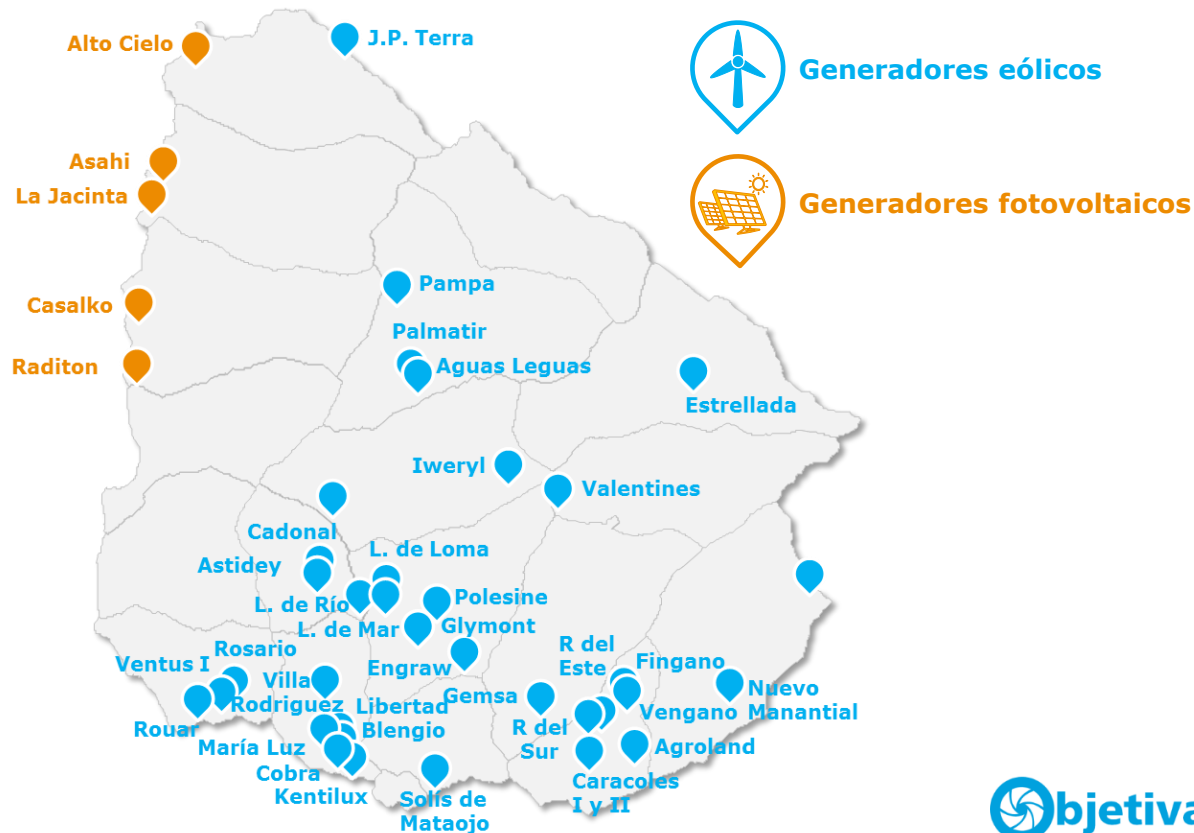 Alto Cielo
J.P. Terra
Generadores eólicos
Asahi
La Jacinta
Generadores fotovoltaicos
Pampa
Casalko
Palmatir
Raditon
Aguas Leguas
Estrellada
Iweryl
Valentines
Cadonal
L. de Loma
Astidey
L. de Río
Polesine
L. de Mar
Glymont
Rosario
R del
Este
Fingano
Ventus I
Villa
Rodriguez
Engraw
Gemsa
Nuevo
Manantial
Libertad
Vengano
Rouar
Blengio
R del
Sur
María Luz
Agroland
Cobra
Caracoles
I y II
Kentilux
Solís de
Mataojo
Objetiva